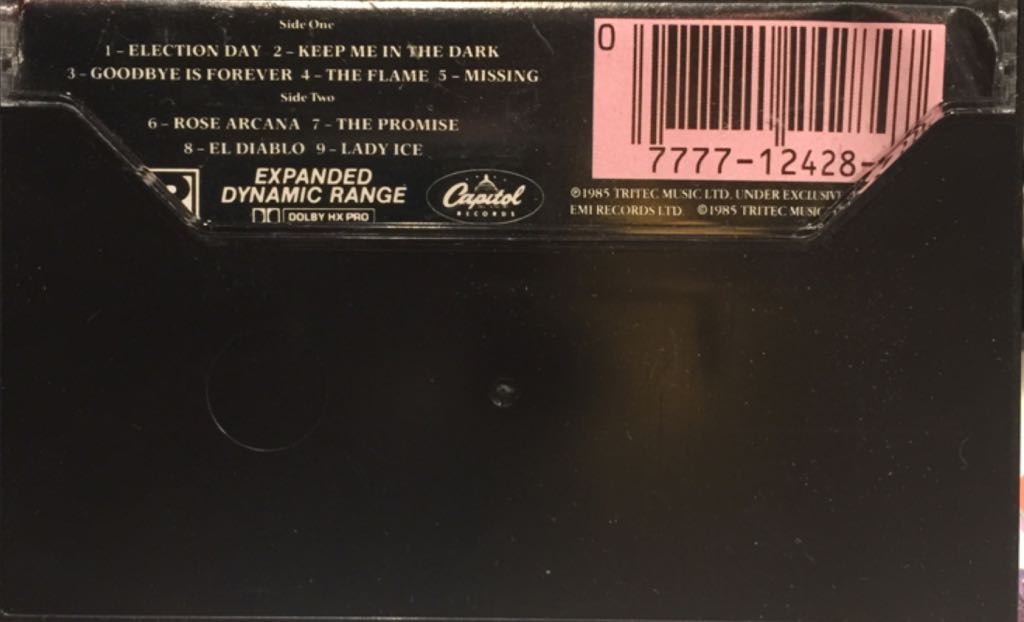 Side One
1 – ELECTION DAY 2 – KEEP ME IN THE DARK
3 – GOODBYE IS FOREVER 4 – THE FLAME 5 – MISSING
Side Two
6 – ROSE ARCANA 7 – THE PROMISE
8 – EL DIABLO 9 – LADY ICE
EXPANDED
DYNAMIC RANGE
DOLBY HX PRO
Capitol
RECORDS
0
7777-12428-
℗1985 TRITEC MUSIC LTD. UNDER EXCLUSIV
EMI RECORDS LTD. ©1985 TRITEC MUSIC